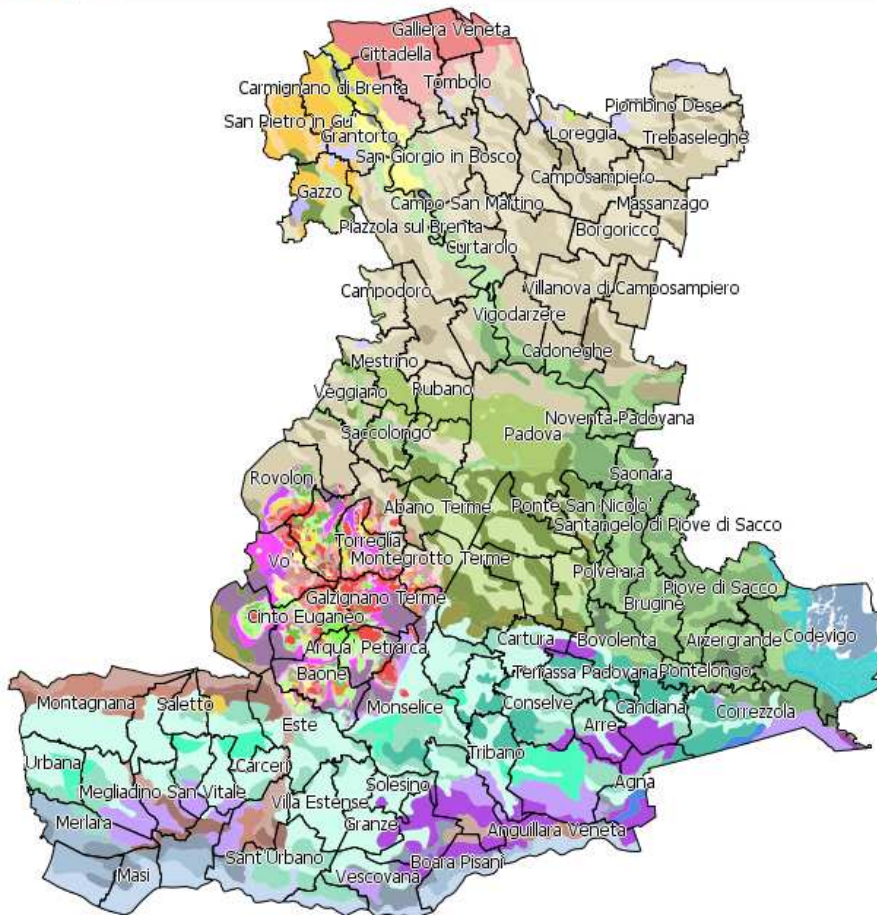 Galliera Veneta
Cittadella
Tombolo
Carmignano di Brenta
Piombino Dese
San Pietro in Gu'
Grantorto
Loreggia
Trebaseleghe
San Giorgio in Bosco
Camposampiero
Gazzo
Campo San Martino
Massanzago
Piazzola sul Brenta
Borgoricco
Curtarolo
Campodoro
Villanova di Camposampiero
Vigodarzere
Mestrino
Cadoneghe
Veggiano
Rubano
Noventa Padovana
Saccolongo
Padova
Rovolon
Saonara
Abano Terme
Ponte San Nicolo'
Torreglia
Santangelo di Piove di Sacco
Vo'
Montegrotto Terme
Polverara
Galzignano Terme
Piove di Sacco
Cinto Euganeo
Brugine
Arqua' Petrarca
Cartura
Bovolenta
Arzergrande
Codevigo
Baone
Terrassa Padovana
Pontelongo
Montagnana
Saletto
Monselice
Conselve
Candiana
Correzzola
Este
Arre
Urbana
Carceri
Tribano
Megliadino San Vitale
Solesino
Agna
Villa Estense
Merlara
Granze
Anguillara Veneta
Sant'Urbano
Boara Pisani
Masi
Vescovana